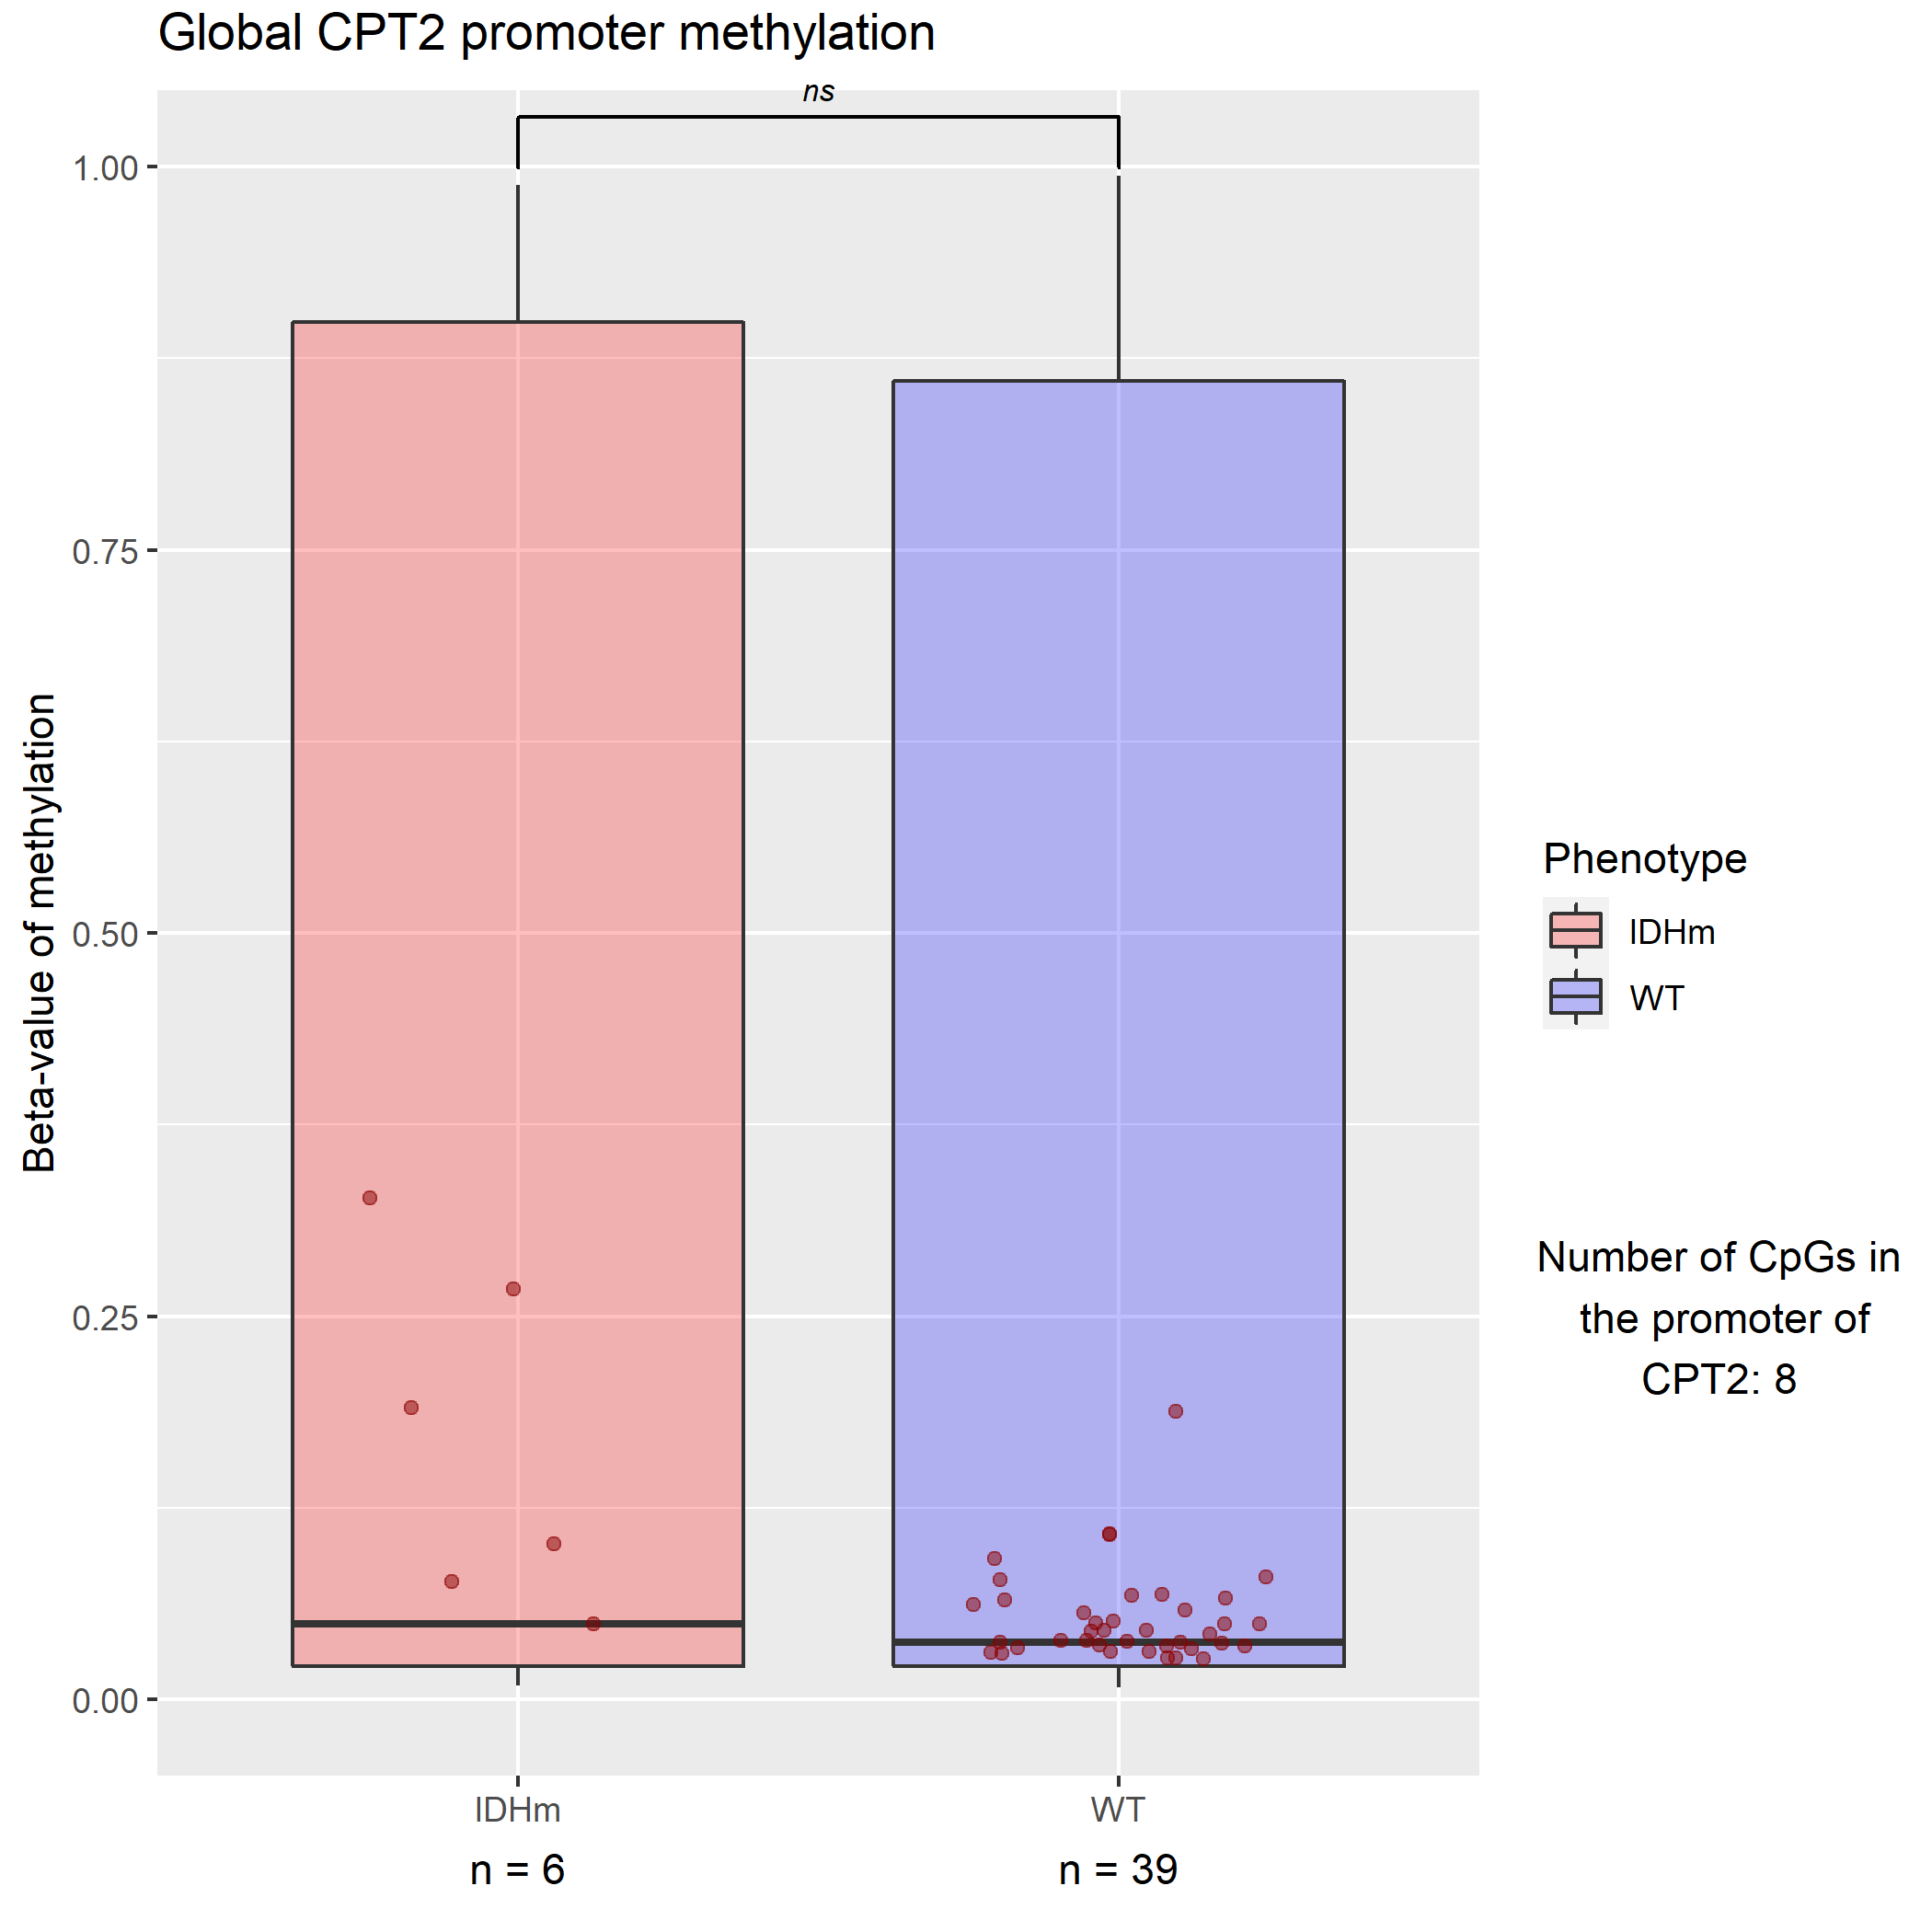 Global CPT2 promoter methylation
ns
1.00
0.75
0.50
0.25
0.00
Beta-value of methylation
IDHm
WT
n = 6
n = 39
Phenotype
IDHm
WT
Number of CpGs in
the promoter of
CPT2: 8